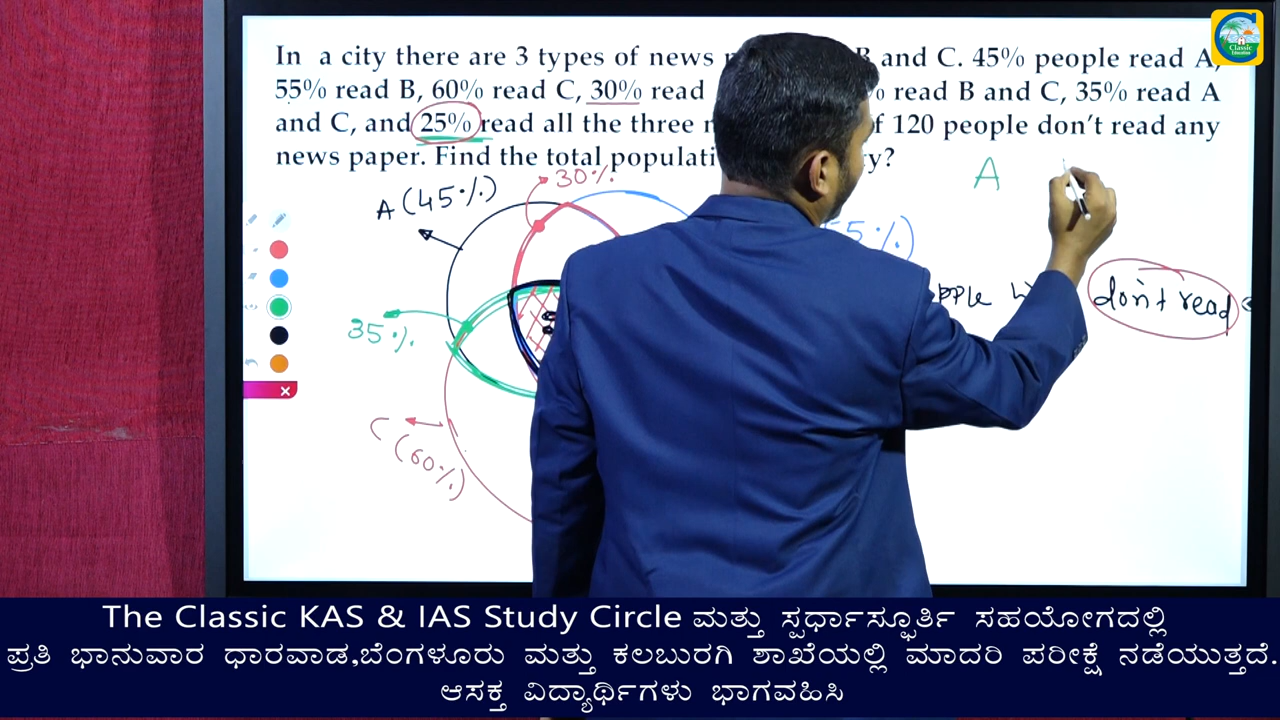 In a city there are 3 types of news B and C. 45% people read A,
55% read B, 60% read C, 30% read read B and C, 35% read A
and C, and 25% read all the three of 120 people don't read any
news paper. Find the total
A
A (45%)
30%
55%)
don't read
35%
C (60%)
Classic
Education
The Classic KAS & IAS Study Circle ಮತ್ತು ಸ್ಪರ್ಧಾಸ್ಫೂರ್ತಿ ಸಹಯೋಗದಲ್ಲಿ
ಪ್ರತಿ ಭಾನುವಾರ ಧಾರವಾಡ,ಬೆಂಗಳೂರು ಮತ್ತು ಕಲಬುರಗಿ ಶಾಖೆಯಲ್ಲಿ ಮಾದರಿ ಪರೀಕ್ಷೆ ನಡೆಯುತ್ತದೆ.
ಆಸಕ್ತ ವಿದ್ಯಾರ್ಥಿಗಳು ಭಾಗವಹಿಸಿ